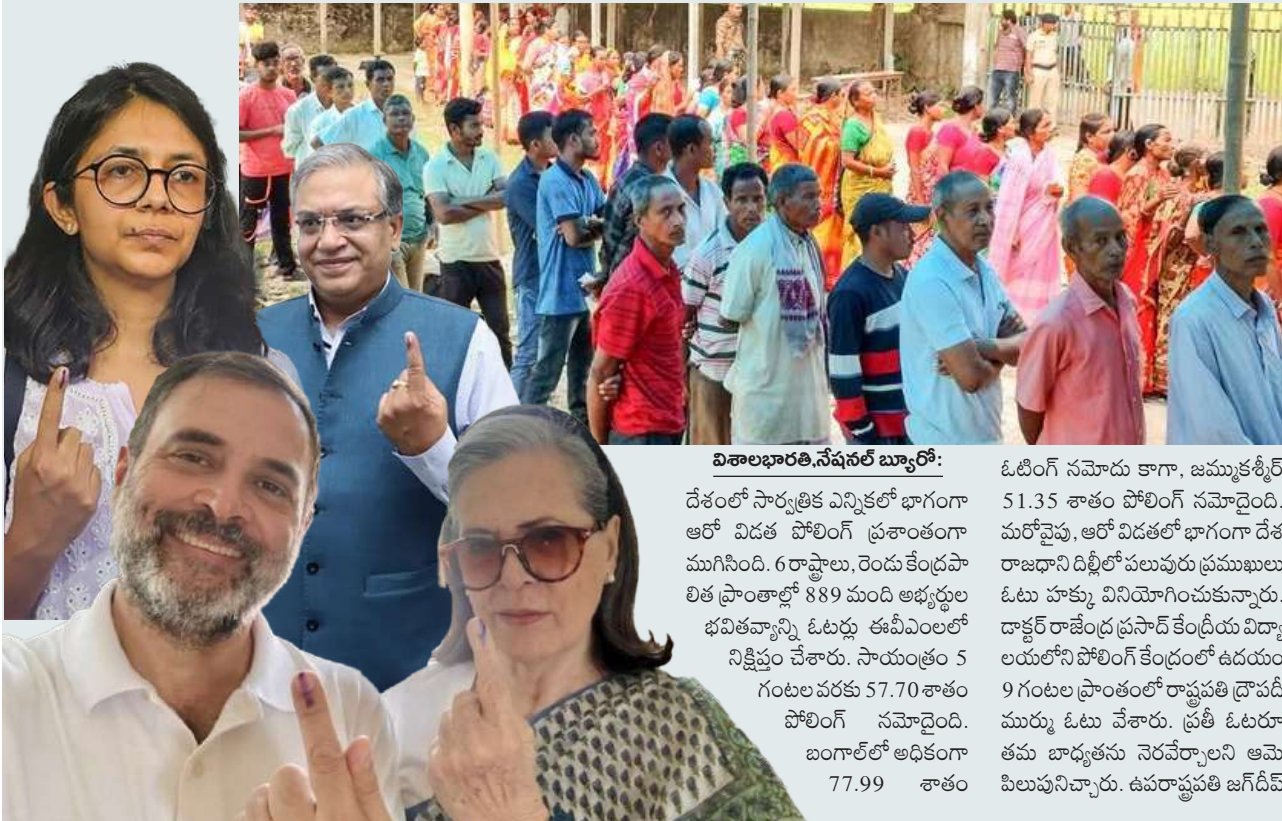 విశాలభారతి,నేషనల్ బ్యూరో:
దేశంలో సార్వత్రిక ఎన్నికలో భాగంగా
ఆరో విడత పోలింగ్ ప్రశాంతంగా
ముగిసింది. 6రాష్ట్రాలు, రెండు కేంద్రపా
లిత ప్రాంతాల్లో 889 మంది అభ్యర్థుల
భవితవ్యాన్ని ఓటర్లు ఈవీఎంలలో
నిక్షిప్తం చేశారు. సాయంత్రం 5
గంటల వరకు 57.70 శాతం
పోలింగ్ నమోదైంది.
బంగాల్‌లో అధికంగా
77.99 శాతం
ఓటింగ్ నమోదు కాగా, జమ్ముకశ్మీర్
51.35 శాతం పోలింగ్ నమోదైంది.
మరోవైపు, ఆరో విడతలో భాగంగా దేశ
రాజధాని దిల్లీలో పలువురు ప్రముఖులు
ఓటు హక్కు వినియోగించుకున్నారు.
డాక్టర్ రాజేంద్ర ప్రసాద్ కేంద్రీయ విద్యా
లయలోని పోలింగ్ కేంద్రంలో ఉదయం
9 గంటల ప్రాంతంలో రాష్ట్రపతి ద్రౌపదీ
ముర్ము ఓటు వేశారు. ప్రతీ ఓటరూ
తమ బాధ్యతను నెరవేర్చాలని ఆమె
పిలుపునిచ్చారు. ఉపరాష్ట్రపతి జగ్‌దీప్